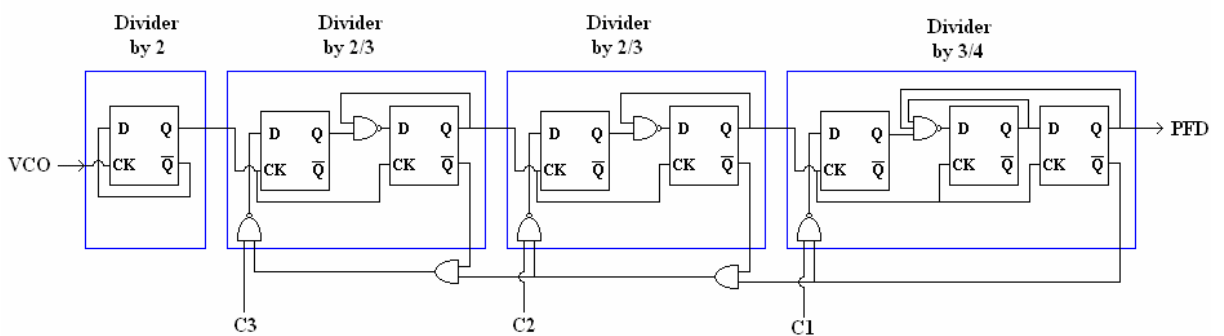 Divider
by 2
Divider
by 2/3
Divider
by 2/3
Divider
by 3/4
D Q
CK Q
D Q
CK Q
D Q
CK Q
D Q
CK Q
D Q
CK Q
D Q
CK Q
D Q
CK Q
D Q
CK Q
VCO
PFD
C3
C2
C1